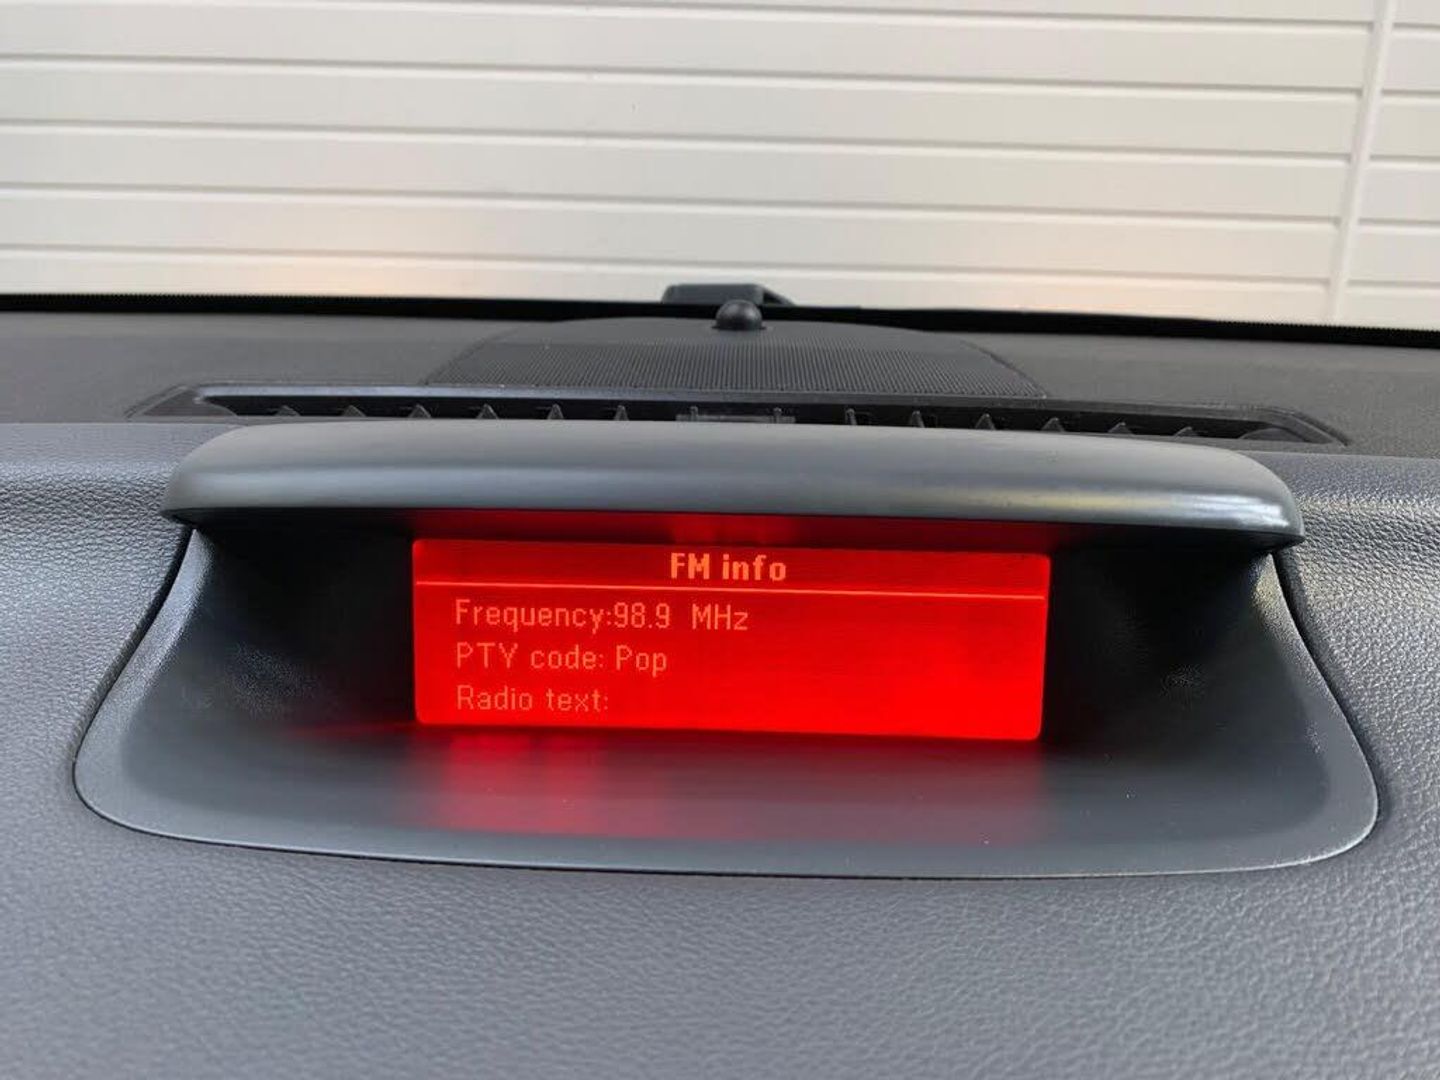 FM info
Frequency:98.9 MHz
PTY code: Pop
Radio text: